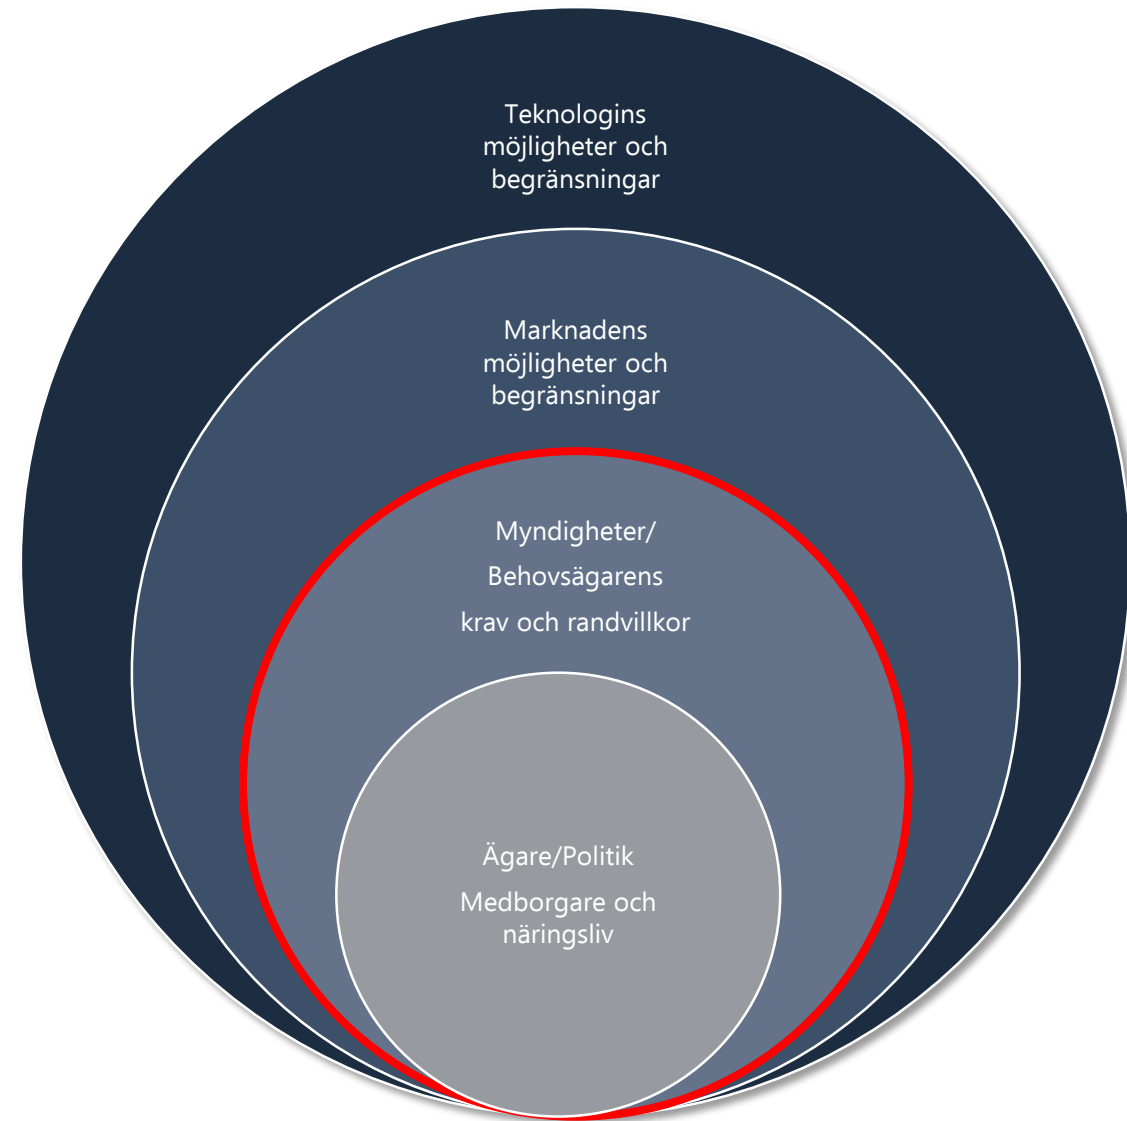 Teknologins
möjligheter och
begränsningar
Marknadens
möjligheter och
begränsningar
Myndigheter/
Behovsägarens
krav och randvillkor
Ägare/Politik
Medborgare och
näringsliv